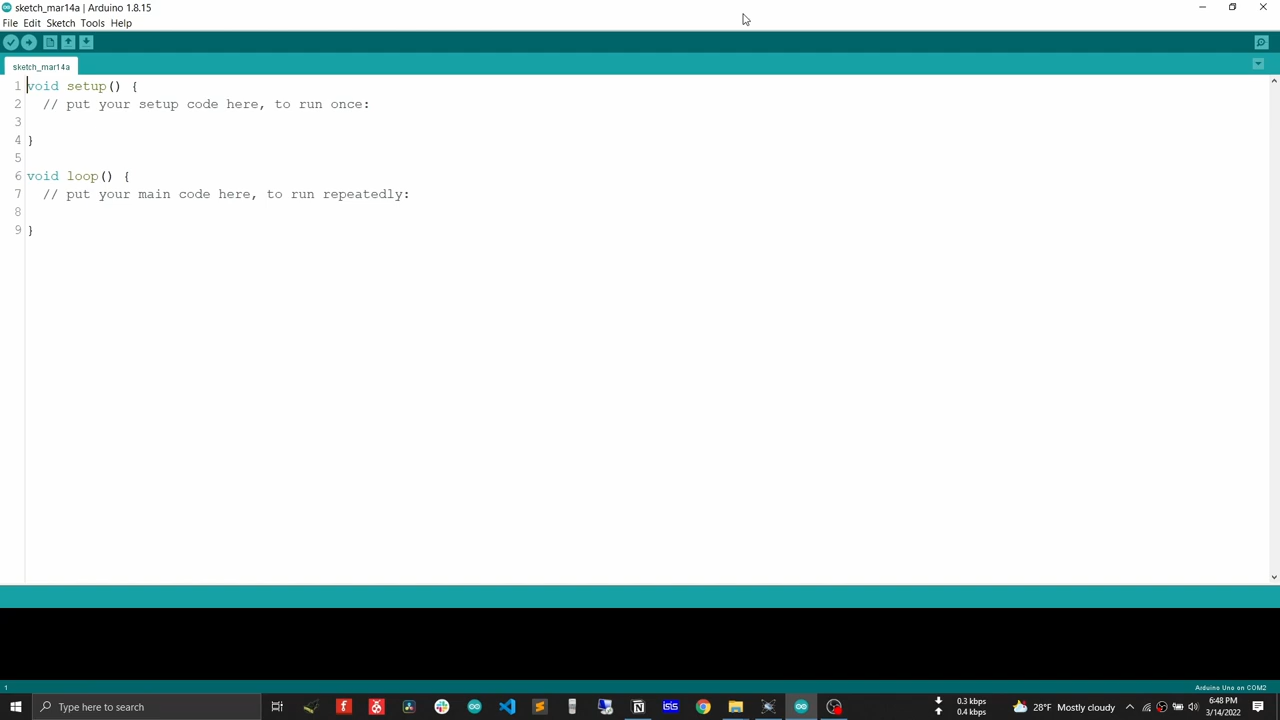 sketch_mar14a | Arduino 1.8.15
File Edit Sketch Tools Help
sketch_mar14a
1 void setup() {
2 // put your setup code here, to run once:
3
4 }
5
6 void loop() {
7 // put your main code here, to run repeatedly:
8
9 }
1
Arduino Uno on COM2
Type here to search
isis
0.3 kbps
0.4 kbps
28°F Mostly cloudy
6:48 PM
3/14/2022